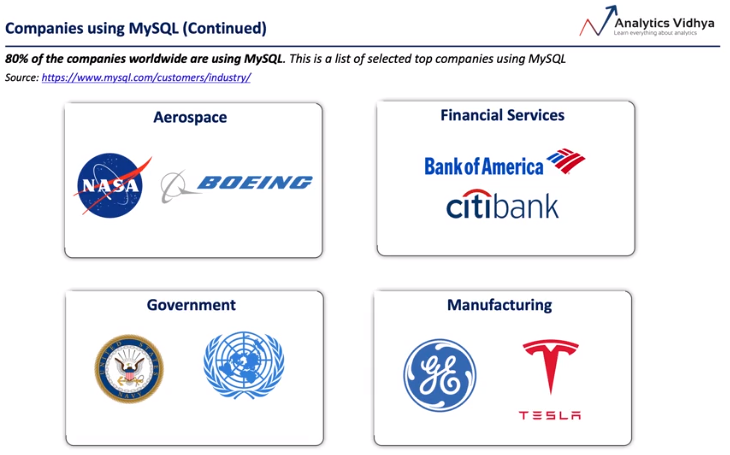 Companies using MySQL (Continued)
Analytics Vidhya
Learn everything about analytics
80% of the companies worldwide are using MySQL. This is a list of selected top companies using MySQL
Source: https://www.mysql.com/customers/industry/
Aerospace
NASA
BOEING
Financial Services
Bank of America
citibank
Government
UNITED STATES
NAVY
Manufacturing
GE
TESLA